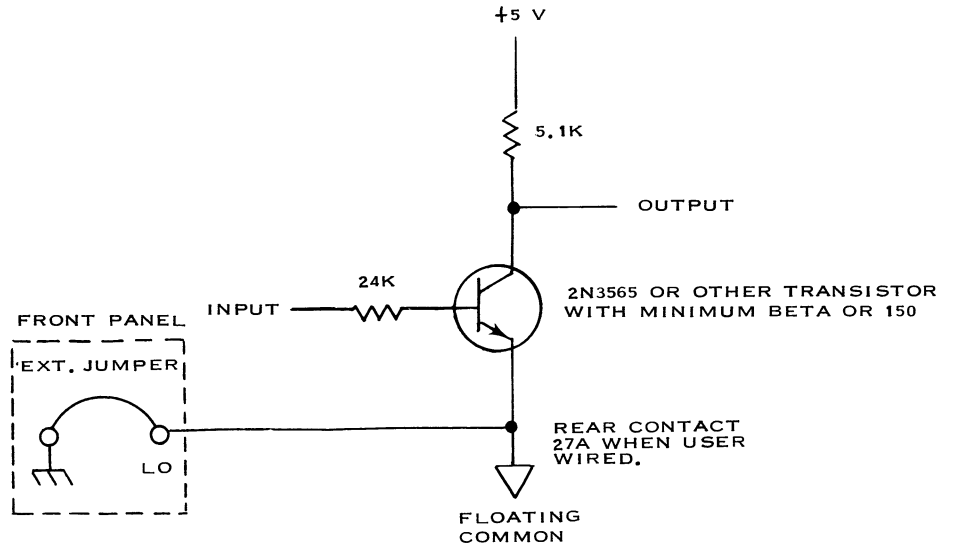 +5 V
5.1K
OUTPUT
24K
INPUT
2N3565 OR OTHER TRANSISTOR
WITH MINIMUM BETA OR 150
FRONT PANEL
EXT. JUMPER
LO
REAR CONTACT
27A WHEN USER
WIRED.
FLOATING
COMMON